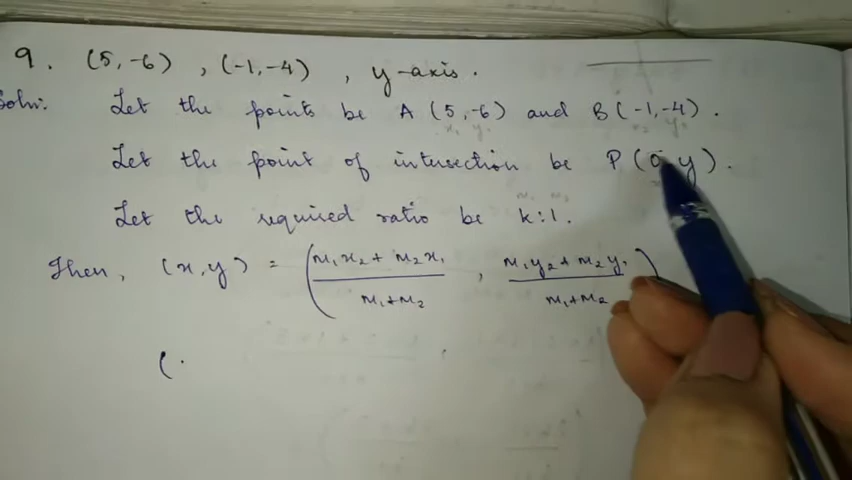 9. (5,-6) , (-1,-4) , y-axis.
Soln: Let the points be A (5,-6) and B(-1,-4).
x₁ y₁ x₂ y₂
Let the point of intersection be P (0, y).
m₁ m₂
Let the required ratio be k:1.
Then, (x,y) = (m₁x₂ + m₂x₁ / m₁+m₂ , m₁y₂ + m₂y₁ / m₁+m₂)
(